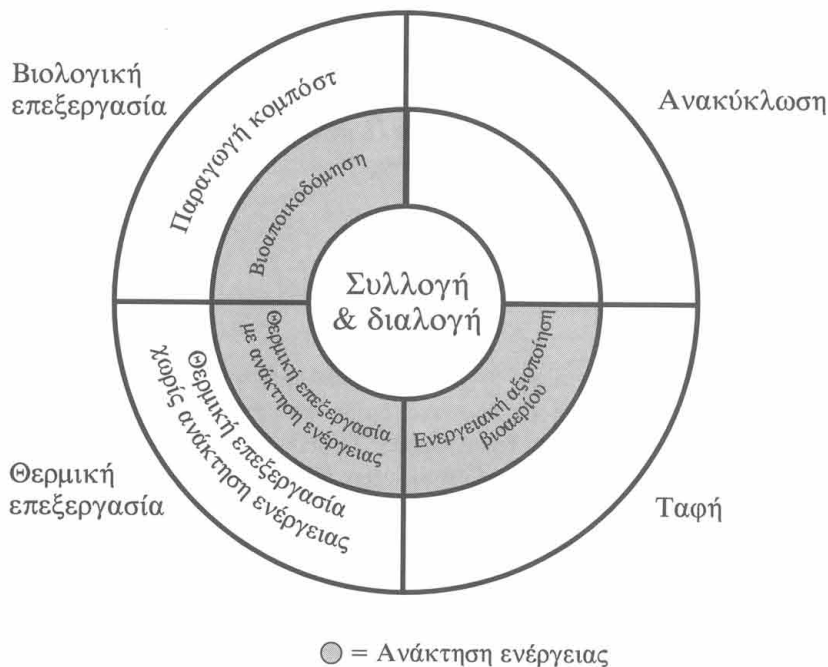 Βιολογική
επεξεργασία
Παραγωγή κομπόστ
Βιοαποικοδόμηση
Ανακύκλωση
Συλλογή
& διαλογή
Θερμική επεξεργασία
με ανάκτηση ενέργειας
Ενεργειακή αξιοποίηση
βιοαερίου
Θερμική επεξεργασία
χωρίς ανάκτηση ενέργειας
Θερμική
επεξεργασία
Ταφή
= Ανάκτηση ενέργειας